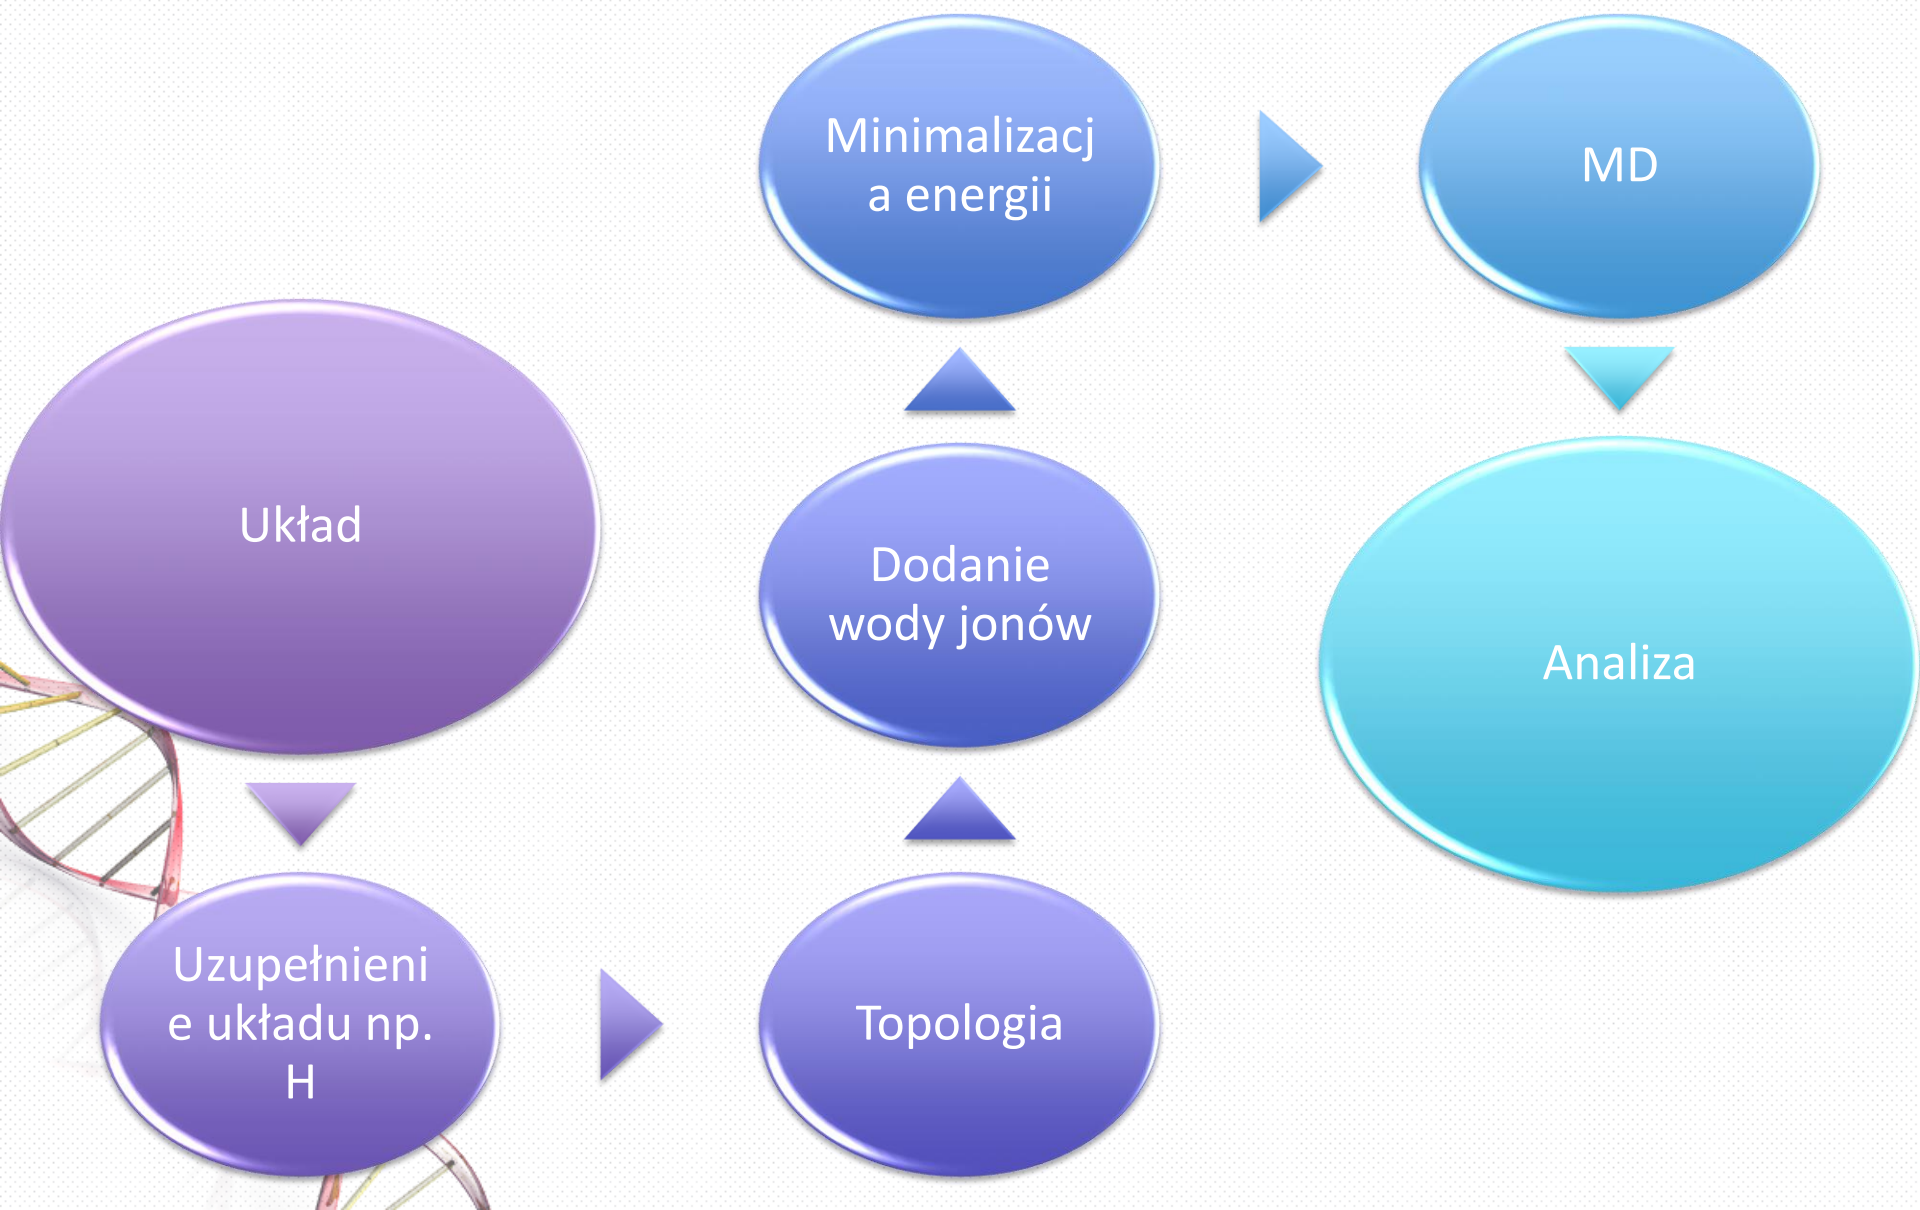 Układ
Uzupełnieni
e układu np.
H
Topologia
Dodanie
wody jonów
Minimalizacj
a energii
MD
Analiza